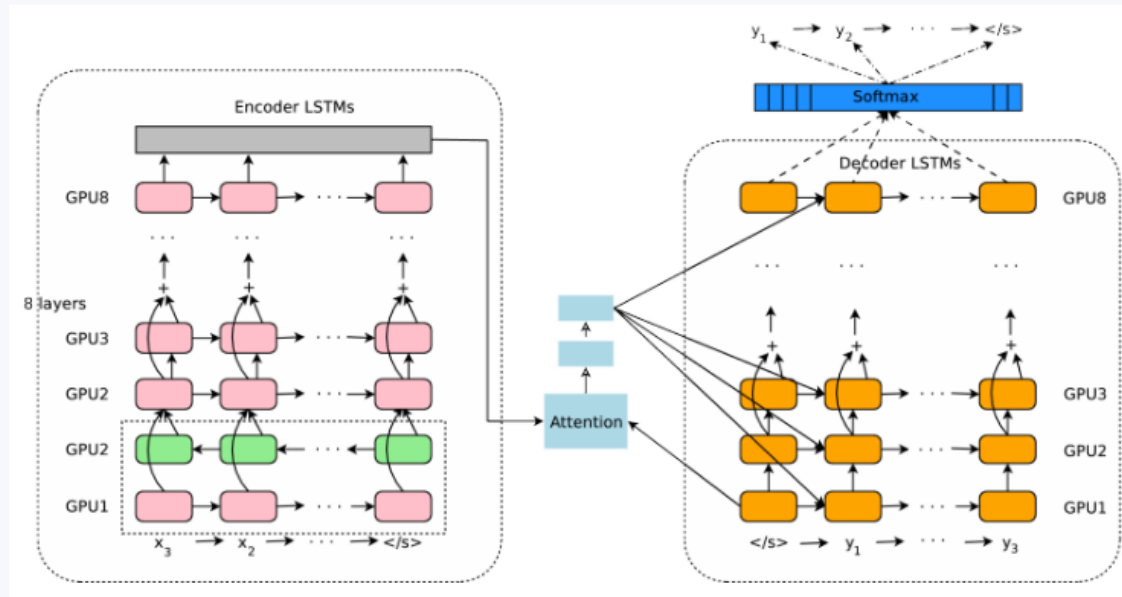 y1 → y2 → ··· → </s>
Softmax
Encoder LSTMs
Decoder LSTMs
GPU8
···
···
···
GPU8
···
···
···
+
+
+
8 layers
GPU3
+
+
+
GPU2
GPU3
Attention
GPU2
GPU2
GPU1
GPU1
x3 → x2 → ··· → </s>
</s> → y1 → ··· → y3